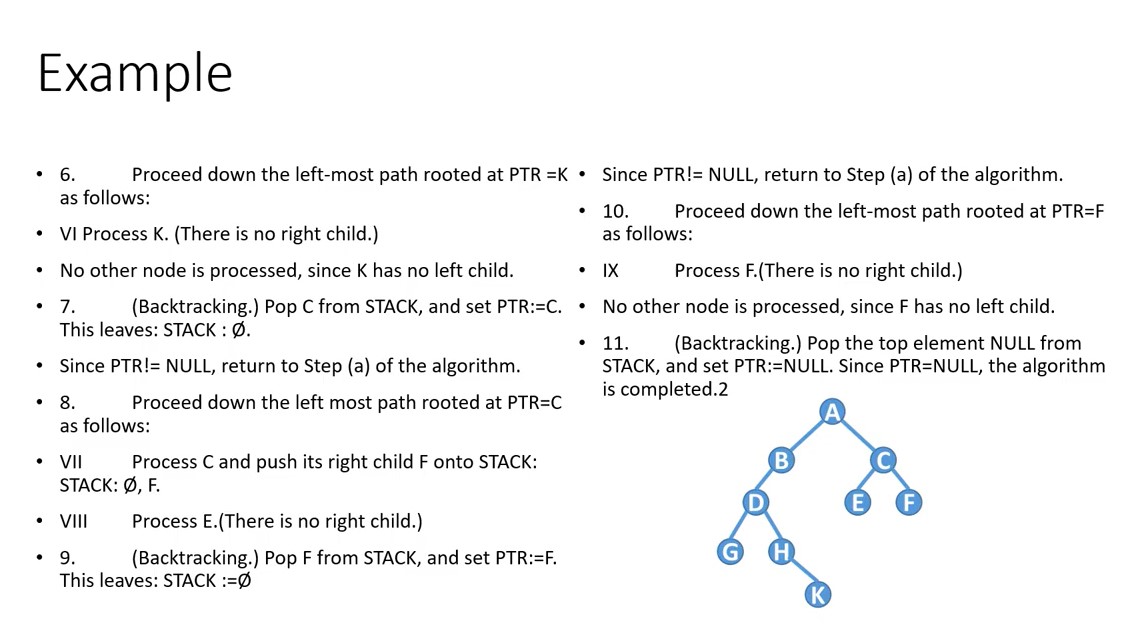 Example
• 6. Proceed down the left-most path rooted at PTR =K
as follows:
• VI Process K. (There is no right child.)
• No other node is processed, since K has no left child.
• 7. (Backtracking.) Pop C from STACK, and set PTR:=C.
This leaves: STACK : Ø.
• Since PTR!= NULL, return to Step (a) of the algorithm.
• 8. Proceed down the left most path rooted at PTR=C
as follows:
• VII Process C and push its right child F onto STACK:
STACK: Ø, F.
• VIII Process E.(There is no right child.)
• 9. (Backtracking.) Pop F from STACK, and set PTR:=F.
This leaves: STACK :=Ø
• Since PTR!= NULL, return to Step (a) of the algorithm.
• 10. Proceed down the left-most path rooted at PTR=F
as follows:
• IX Process F.(There is no right child.)
• No other node is processed, since F has no left child.
• 11. (Backtracking.) Pop the top element NULL from
STACK, and set PTR:=NULL. Since PTR=NULL, the algorithm
is completed.2
A
B C
D E F
G H
K